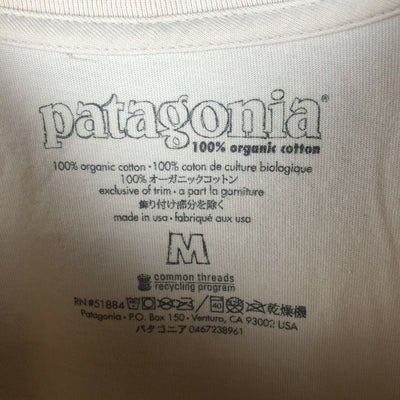 patagonia®
100% organic cotton
100% organic cotton • 100% coton de culture biologique
100% オーガニックコットン
exclusive of trim • a part la garniture
飾り付け部分を除く
made in usa • fabriqué aux usa
M
common threads
recycling program
RN#51884 40 乾燥機
Patagonia • P.O. Box 150 • Ventura, CA 93002 USA
パタゴニア 0467238961